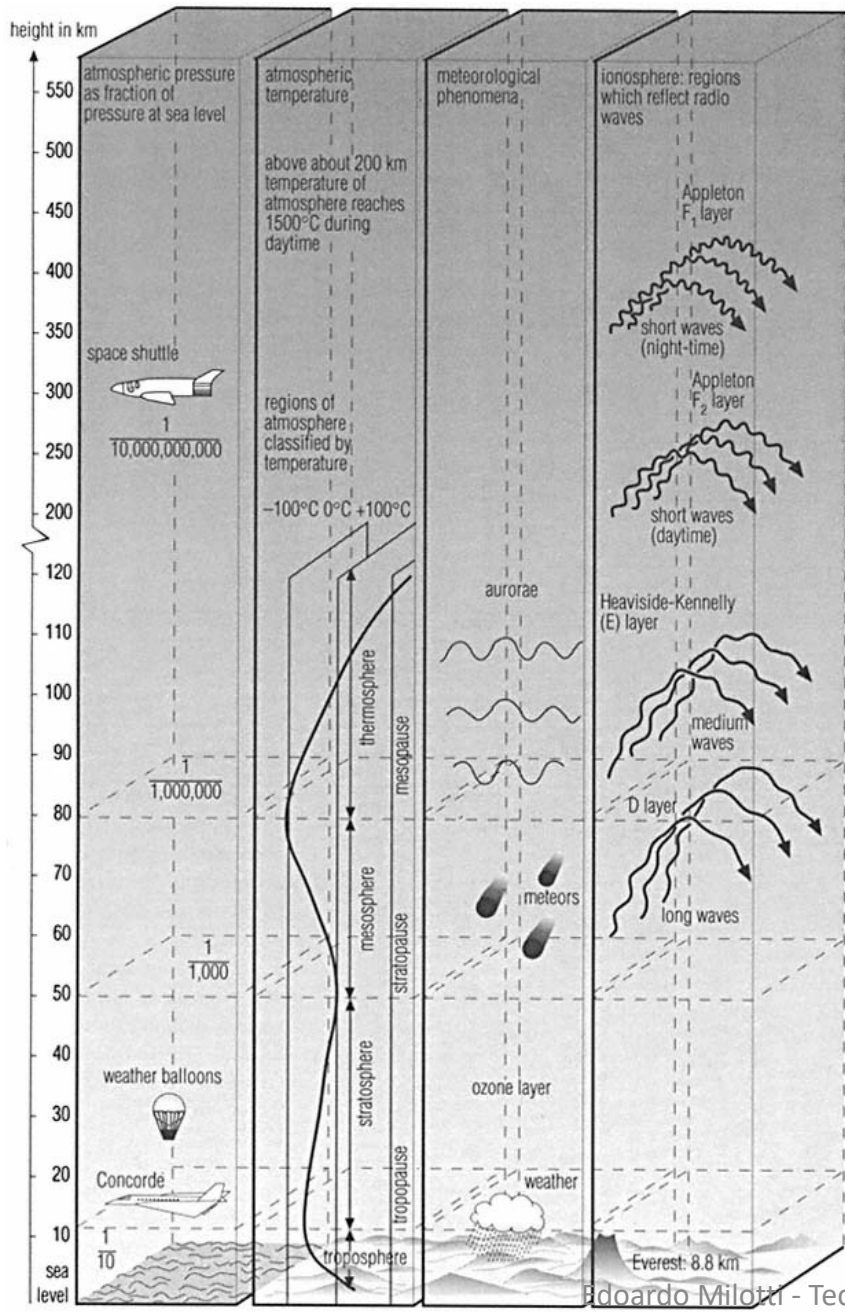 height in km
550
500
450
400
350
300
250
200
120
110
100
90
80
70
60
50
40
30
20
10
sea
level
atmospheric pressure
as fraction of
pressure at sea level
space shuttle
1
10,000,000,000
1
1,000,000
1
1,000
weather balloons
Concorde
1
10
atmospheric
temperature
above about 200 km
temperature of
atmosphere reaches
1500°C during
daytime
regions of
atmosphere
classified by
temperature
–100°C 0°C +100°C
thermosphere
mesopause
mesosphere
stratopause
stratosphere
tropopause
troposphere
meteorological
phenomena
aurorae
meteors
ozone layer
weather
ionosphere: regions
which reflect radio
waves
Appleton
F1 layer
short waves
(night-time)
Appleton
F2 layer
short waves
(daytime)
Heaviside-Kennelly
(E) layer
medium
waves
D layer
long waves
Everest: 8.8 km
Edoardo Milotti - Tec